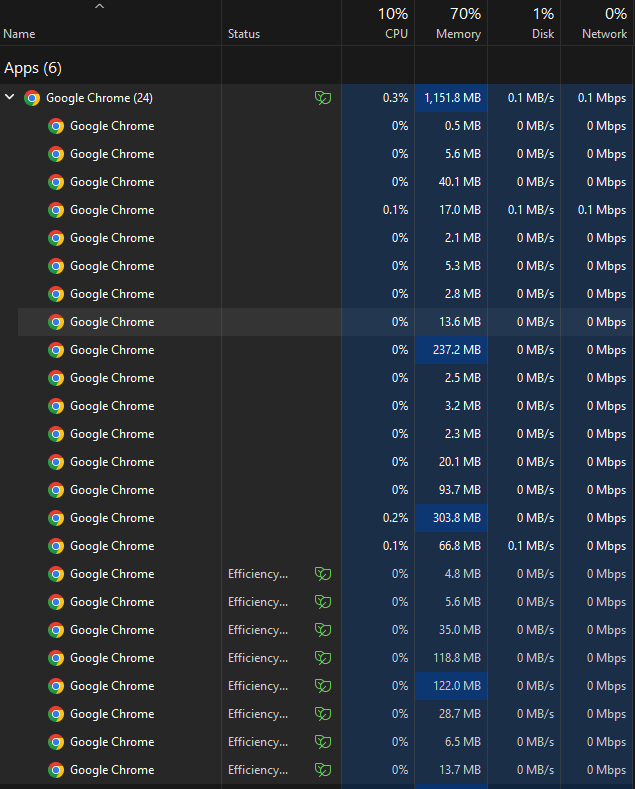 10% 70% 1% 0%
Name Status CPU Memory Disk Network
Apps (6)
Google Chrome (24) 0.3% 1,151.8 MB 0.1 MB/s 0.1 Mbps
Google Chrome 0% 0.5 MB 0 MB/s 0 Mbps
Google Chrome 0% 5.6 MB 0 MB/s 0 Mbps
Google Chrome 0% 40.1 MB 0 MB/s 0 Mbps
Google Chrome 0.1% 17.0 MB 0.1 MB/s 0.1 Mbps
Google Chrome 0% 2.1 MB 0 MB/s 0 Mbps
Google Chrome 0% 5.3 MB 0 MB/s 0 Mbps
Google Chrome 0% 2.8 MB 0 MB/s 0 Mbps
Google Chrome 0% 13.6 MB 0 MB/s 0 Mbps
Google Chrome 0% 237.2 MB 0 MB/s 0 Mbps
Google Chrome 0% 2.5 MB 0 MB/s 0 Mbps
Google Chrome 0% 3.2 MB 0 MB/s 0 Mbps
Google Chrome 0% 2.3 MB 0 MB/s 0 Mbps
Google Chrome 0% 20.1 MB 0 MB/s 0 Mbps
Google Chrome 0% 93.7 MB 0 MB/s 0 Mbps
Google Chrome 0.2% 303.8 MB 0 MB/s 0 Mbps
Google Chrome 0.1% 66.8 MB 0.1 MB/s 0 Mbps
Google Chrome Efficiency... 0% 4.8 MB 0 MB/s 0 Mbps
Google Chrome Efficiency... 0% 5.6 MB 0 MB/s 0 Mbps
Google Chrome Efficiency... 0% 35.0 MB 0 MB/s 0 Mbps
Google Chrome Efficiency... 0% 118.8 MB 0 MB/s 0 Mbps
Google Chrome Efficiency... 0% 122.0 MB 0 MB/s 0 Mbps
Google Chrome Efficiency... 0% 28.7 MB 0 MB/s 0 Mbps
Google Chrome Efficiency... 0% 6.5 MB 0 MB/s 0 Mbps
Google Chrome Efficiency... 0% 13.7 MB 0 MB/s 0 Mbps